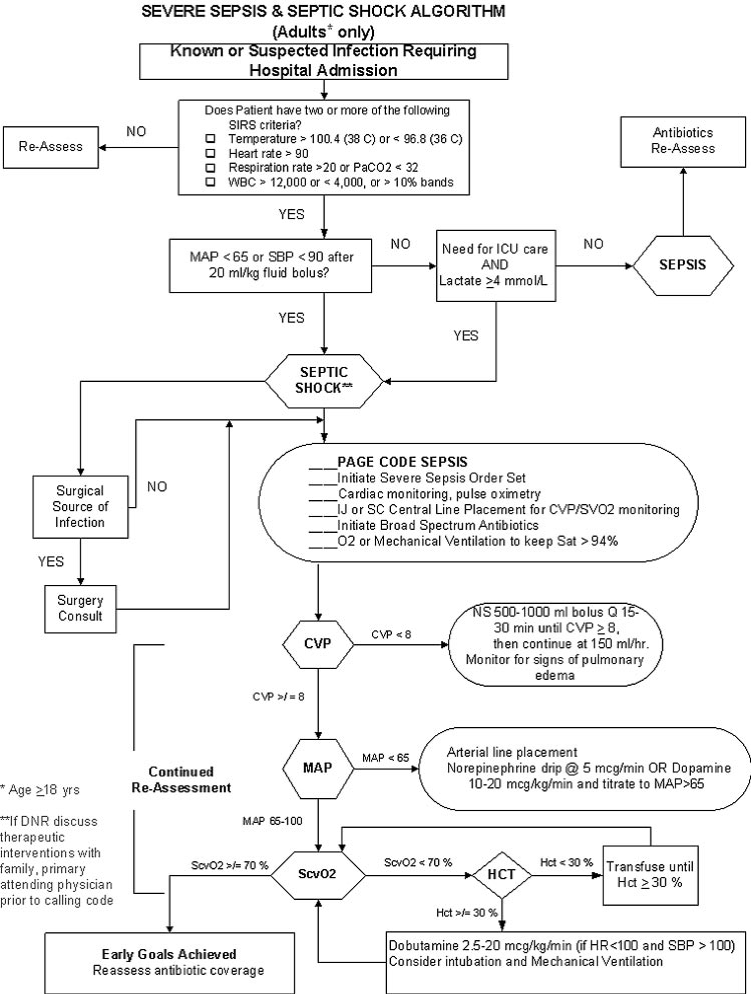 SEVERE SEPSIS & SEPTIC SHOCK ALGORITHM
(Adults* only)
Known or Suspected Infection Requiring
Hospital Admission
Does Patient have two or more of the following
SIRS criteria?
❑ Temperature > 100.4 (38 C) or < 96.8 (36 C)
❑ Heart rate > 90
❑ Respiration rate >20 or PaCO2 < 32
❑ WBC > 12,000 or < 4,000, or > 10% bands
NO
Re-Assess
Antibiotics
Re-Assess
YES
MAP < 65 or SBP < 90 after
20 ml/kg fluid bolus?
NO
Need for ICU care
AND
Lactate ≥4 mmol/L
NO
SEPSIS
YES
YES
SEPTIC
SHOCK**
Surgical
Source of
Infection
NO
YES
Surgery
Consult
____PAGE CODE SEPSIS
____Initiate Severe Sepsis Order Set
____Cardiac monitoring, pulse oximetry
____IJ or SC Central Line Placement for CVP/SVO2 monitoring
____Initiate Broad Spectrum Antibiotics
____O2 or Mechanical Ventilation to keep Sat > 94%
CVP
CVP < 8
NS 500-1000 ml bolus Q 15-
30 min until CVP ≥ 8,
then continue at 150 ml/hr.
Monitor for signs of pulmonary
edema
CVP >/= 8
Continued
Re-Assessment
MAP
MAP < 65
Arterial line placement
Norepinephrine drip @ 5 mcg/min OR Dopamine
10-20 mcg/kg/min and titrate to MAP>65
* Age ≥18 yrs
**If DNR discuss
therapeutic
interventions with
family, primary
attending physician
prior to calling code
MAP 65-100
ScvO2 >/= 70 %
ScvO2
ScvO2 < 70 %
HCT
Hct < 30 %
Transfuse until
Hct ≥ 30 %
Hct >/= 30 %
Early Goals Achieved
Reassess antibiotic coverage
Dobutamine 2.5-20 mcg/kg/min (if HR<100 and SBP > 100)
Consider intubation and Mechanical Ventilation